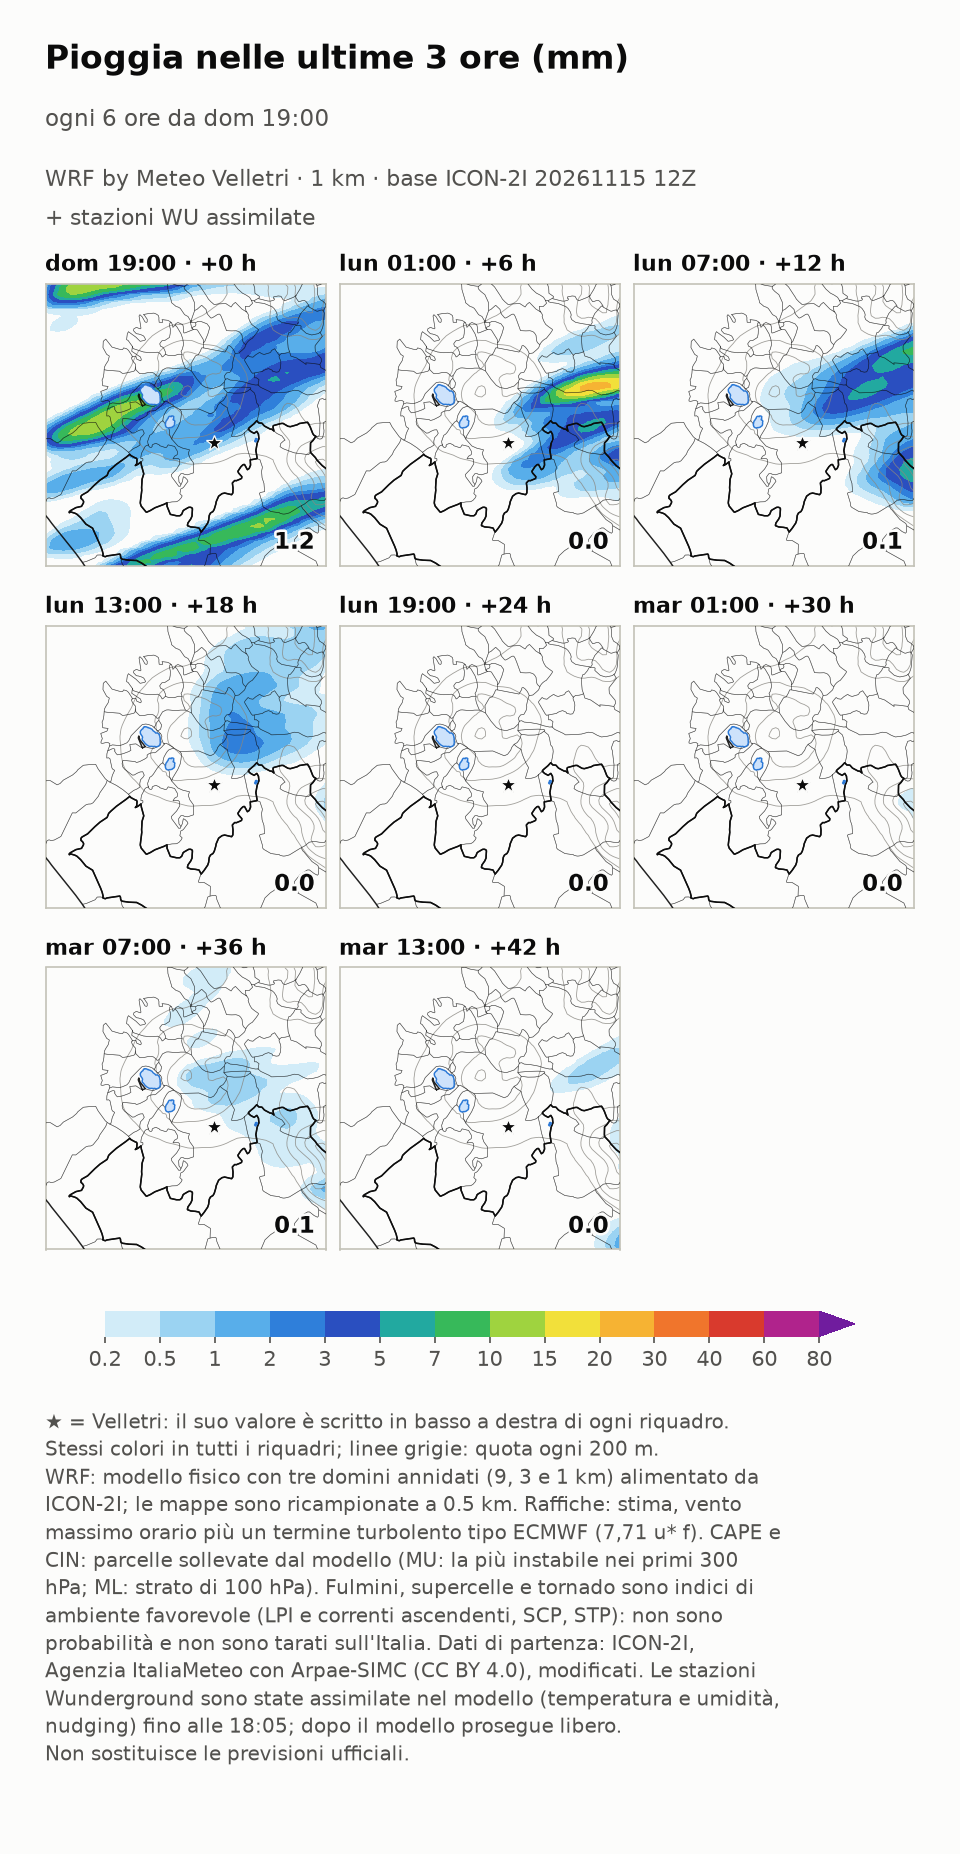 Pioggia nelle ultime 3 ore (mm)
ogni 6 ore da dom 19:00
WRF by Meteo Velletri · 1 km · base ICON-2I 20261115 12Z
+ stazioni WU assimilate
dom 19:00 · +0 h
lun 01:00 · +6 h
lun 07:00 · +12 h
1.2
0.0
0.1
lun 13:00 · +18 h
lun 19:00 · +24 h
mar 01:00 · +30 h
0.0
0.0
0.0
mar 07:00 · +36 h
mar 13:00 · +42 h
0.1
0.0
0.2 0.5 1 2 3 5 7 10 15 20 30 40 60 80
★ = Velletri: il suo valore è scritto in basso a destra di ogni riquadro.
Stessi colori in tutti i riquadri; linee grigie: quota ogni 200 m.
WRF: modello fisico con tre domini annidati (9, 3 e 1 km) alimentato da
ICON-2I; le mappe sono ricampionate a 0.5 km. Raffiche: stima, vento
massimo orario più un termine turbolento tipo ECMWF (7,71 u* f). CAPE e
CIN: parcelle sollevate dal modello (MU: la più instabile nei primi 300
hPa; ML: strato di 100 hPa). Fulmini, supercelle e tornado sono indici di
ambiente favorevole (LPI e correnti ascendenti, SCP, STP): non sono
probabilità e non sono tarati sull'Italia. Dati di partenza: ICON-2I,
Agenzia ItaliaMeteo con Arpae-SIMC (CC BY 4.0), modificati. Le stazioni
Wunderground sono state assimilate nel modello (temperatura e umidità,
nudging) fino alle 18:05; dopo il modello prosegue libero.
Non sostituisce le previsioni ufficiali.